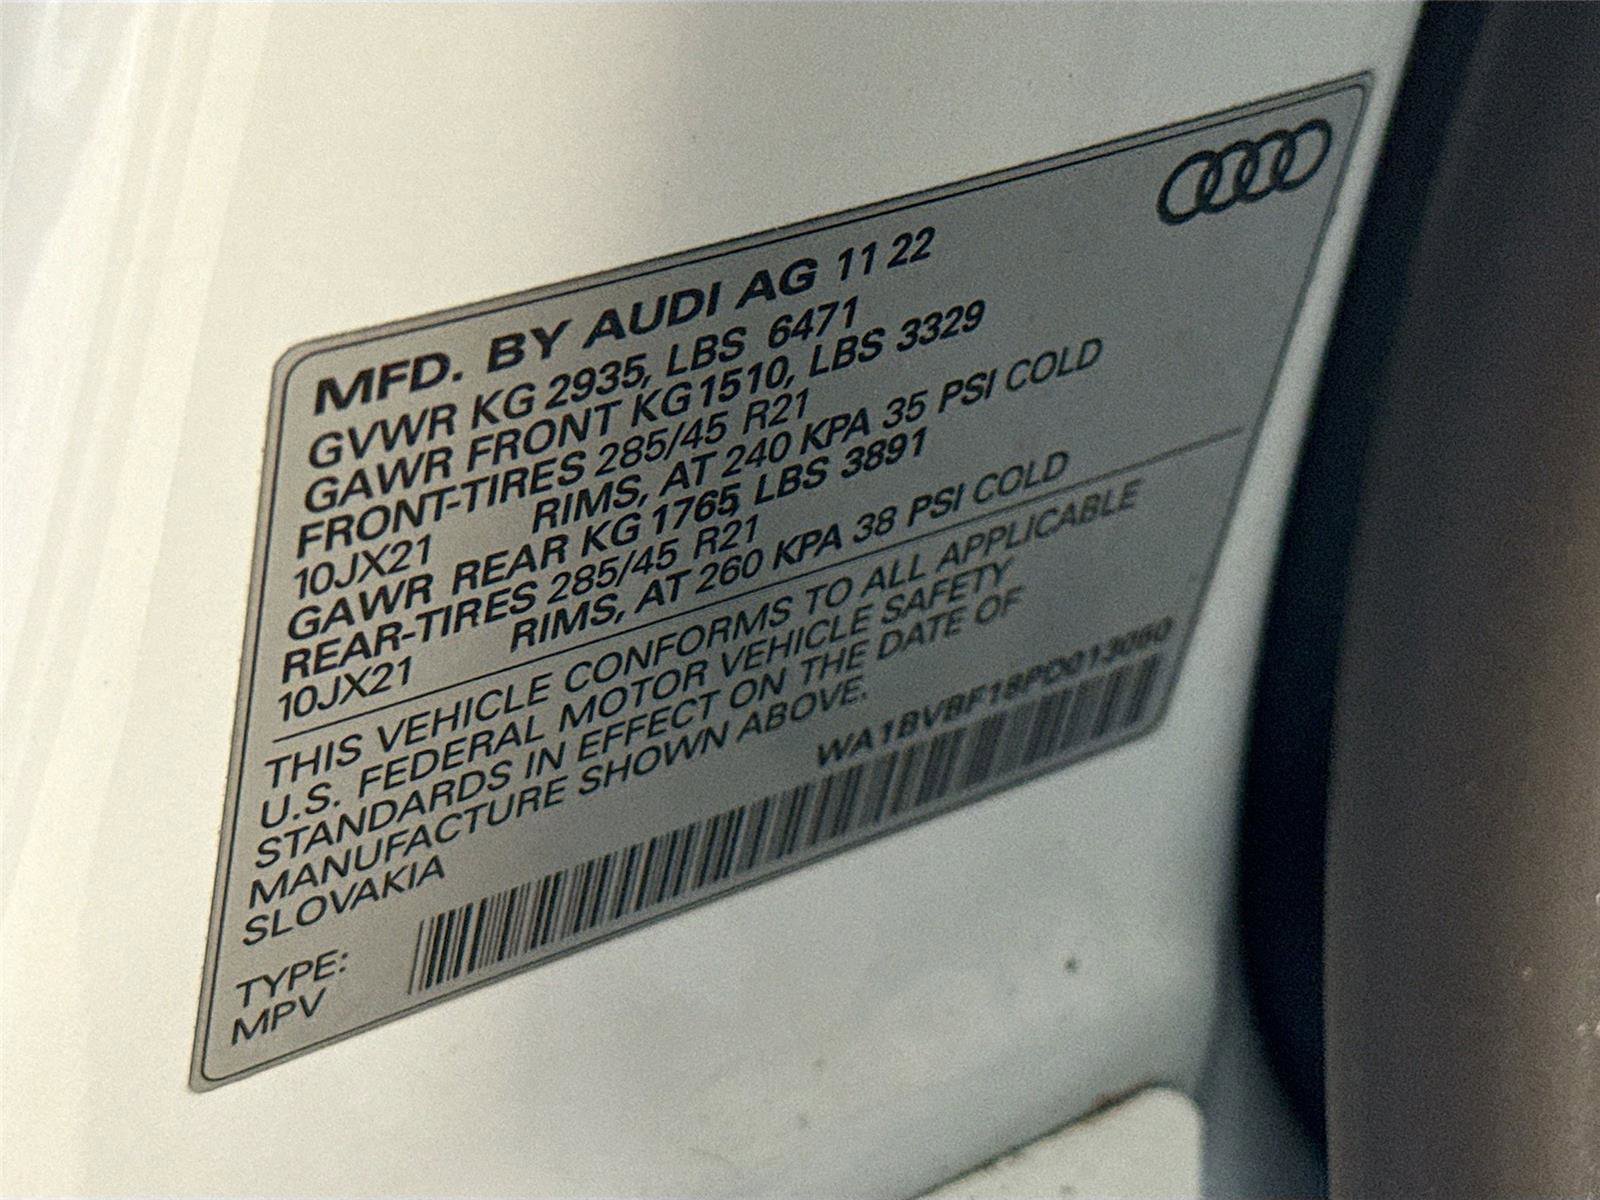 MFD. BY AUDI AG 11 22
GVWR KG 2935, LBS 6471
GAWR FRONT KG 1510, LBS 3329
FRONT-TIRES 285/45 R21
10JX21 RIMS, AT 240 KPA 35 PSI COLD
GAWR REAR KG 1765, LBS 3891
REAR-TIRES 285/45 R21
10JX21 RIMS, AT 260 KPA 38 PSI COLD
THIS VEHICLE CONFORMS TO ALL APPLICABLE
U.S. FEDERAL MOTOR VEHICLE SAFETY
STANDARDS IN EFFECT ON THE DATE OF
MANUFACTURE SHOWN ABOVE.
SLOVAKIA
WA1BVBF18PD013050
TYPE:
MPV